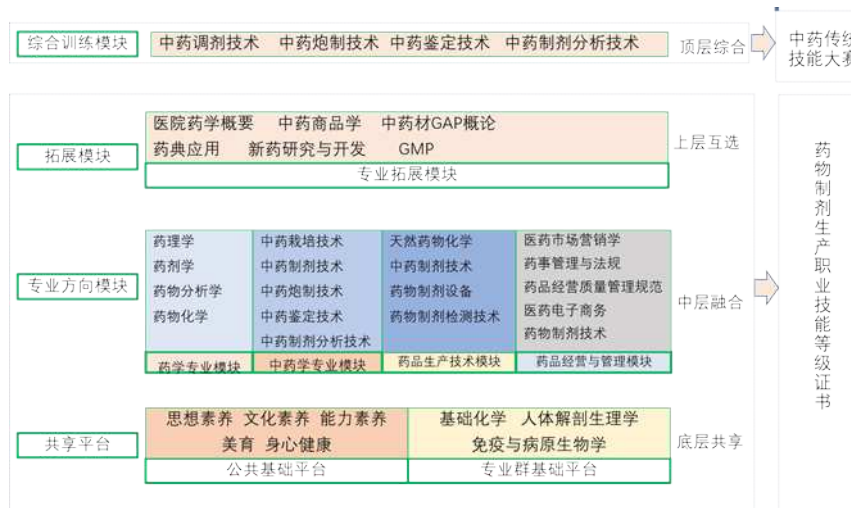 综合训练模块
中药调剂技术 中药炮制技术 中药鉴定技术 中药制剂分析技术
顶层综合
中药传统
技能大赛
拓展模块
医院药学概要 中药商品学 中药材GAP概论
药典应用 新药研究与开发 GMP
专业拓展模块
上层互选
专业方向模块
药理学
药剂学
药物分析学
药物化学
药学专业模块
中药栽培技术
中药制剂技术
中药炮制技术
中药鉴定技术
中药制剂分析技术
中药学专业模块
天然药物化学
中药制剂技术
药物制剂设备
药物制剂检测技术
药品生产技术模块
医药市场营销学
药事管理与法规
药品经营质量管理规范
医药电子商务
药物制剂技术
药品经营与管理模块
中层融合
共享平台
思想素养 文化素养 能力素养
美育 身心健康
公共基础平台
基础化学 人体解剖生理学
免疫与病原生物学
专业群基础平台
底层共享
药物制剂生产职业技能等级证书